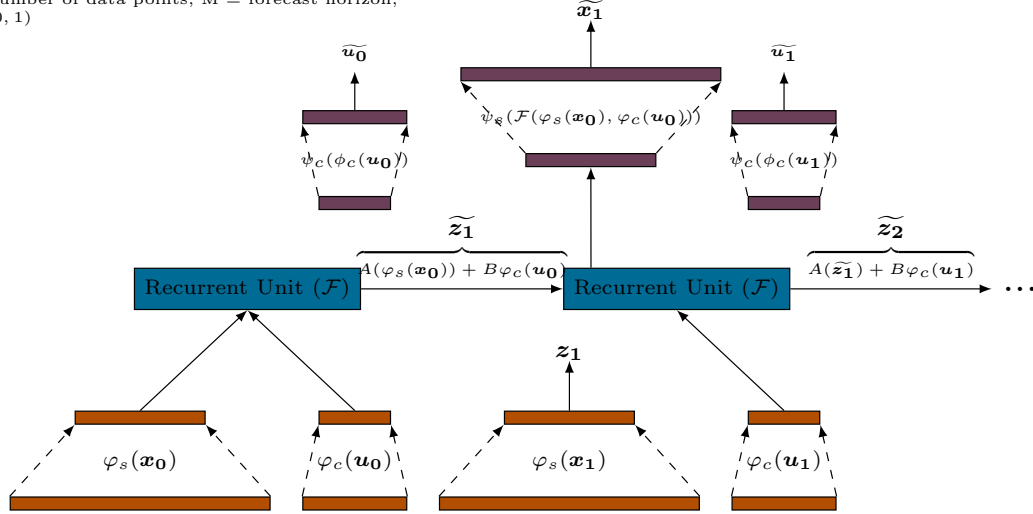 umber of data points, M = forecast horizon,
0, 1)
x̃₁
ũ₀
ũ₁
ψ_s(F(φ_s(x₀), φ_c(u₀)))
ψ_c(ϕ_c(u₀))
ψ_c(ϕ_c(u₁))
z̃₁
z̃₂
A(φ_s(x₀)) + Bφ_c(u₀)
A(z̃₁) + Bφ_c(u₁)
Recurrent Unit (F)
Recurrent Unit (F)
...
z₁
φ_s(x₀)
φ_c(u₀)
φ_s(x₁)
φ_c(u₁)